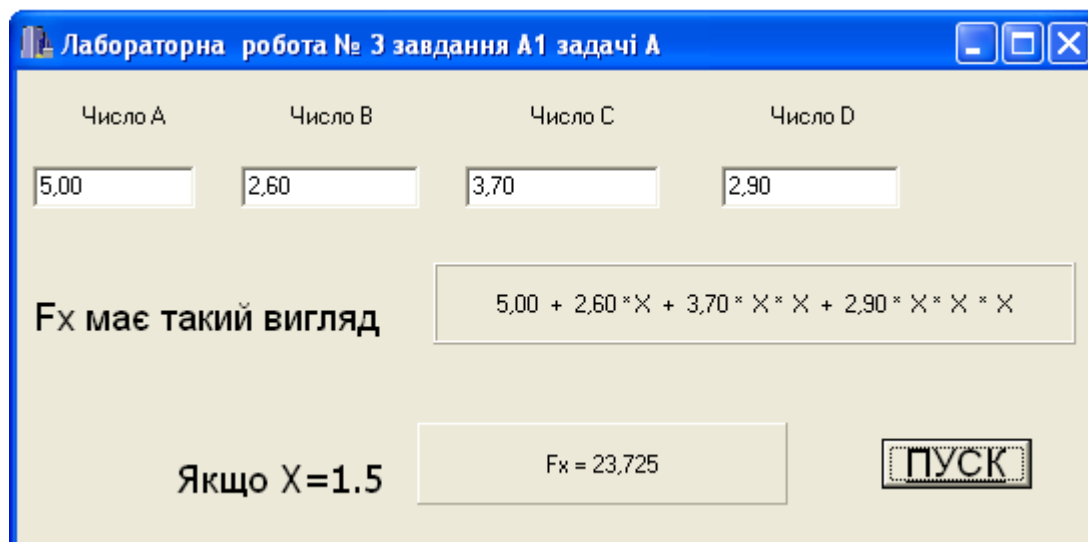 Лабораторна робота № 3 завдання А1 задачі А
Число A Число B Число C Число D
5,00 2,60 3,70 2,90
Fx має такий вигляд 5,00 + 2,60 * X + 3,70 * X * X + 2,90 * X * X * X
Якщо X=1.5 Fx = 23,725 ПУСК